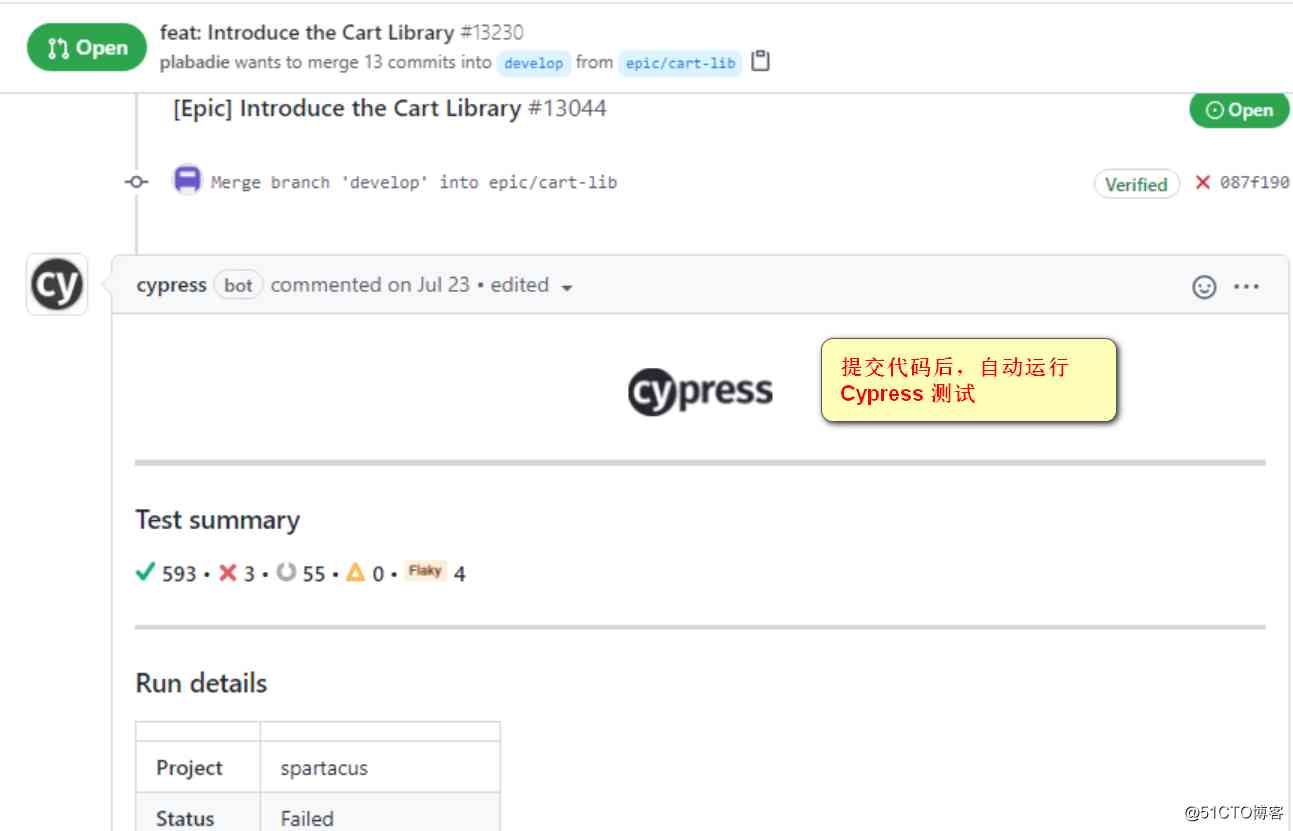 Open
feat: Introduce the Cart Library #13230
plabadie wants to merge 13 commits into develop from epic/cart-lib
[Epic] Introduce the Cart Library #13044
Open
Merge branch 'develop' into epic/cart-lib
Verified
087f190
cy
cypress bot commented on Jul 23 • edited
cypress
提交代码后，自动运行
Cypress 测试
Test summary
593 • 3 • 55 • 0 • Flaky 4
Run details
Project spartacus
Status Failed
@51CTO博客